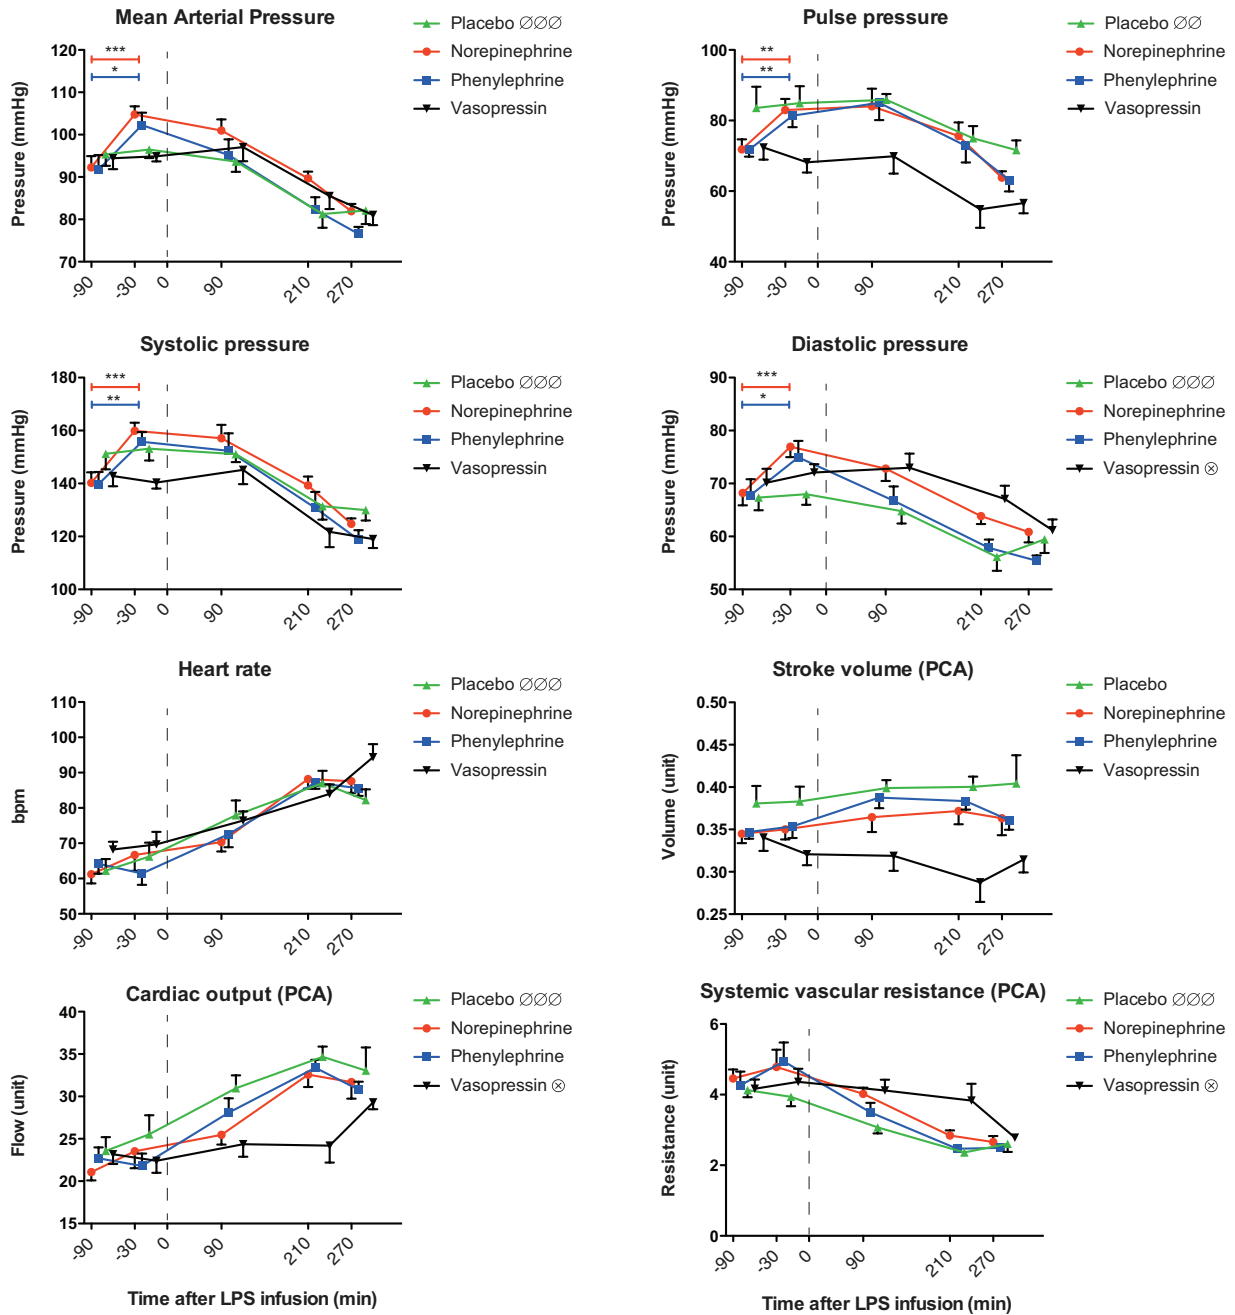 Mean Arterial Pressure
Pressure (mmHg)
120
110
100
90
80
70
***
*
-90
-30
0
90
210
270
Placebo ∅∅∅
Norepinephrine
Phenylephrine
Vasopressin
Pulse pressure
Pressure (mmHg)
100
80
60
40
**
**
-90
-30
0
90
210
270
Placebo ∅∅
Norepinephrine
Phenylephrine
Vasopressin
Systolic pressure
Pressure (mmHg)
180
160
140
120
100
***
**
-90
-30
0
90
210
270
Placebo ∅∅∅
Norepinephrine
Phenylephrine
Vasopressin
Diastolic pressure
Pressure (mmHg)
90
80
70
60
50
***
*
-90
-30
0
90
210
270
Placebo ∅∅∅
Norepinephrine
Phenylephrine
Vasopressin ⊗
Heart rate
bpm
110
100
90
80
70
60
50
-90
-30
0
90
210
270
Placebo ∅∅∅
Norepinephrine
Phenylephrine
Vasopressin
Stroke volume (PCA)
Volume (unit)
0.50
0.45
0.40
0.35
0.30
0.25
-90
-30
0
90
210
270
Placebo
Norepinephrine
Phenylephrine
Vasopressin
Cardiac output (PCA)
Flow (unit)
40
35
30
25
20
15
-90
-30
0
90
210
270
Time after LPS infusion (min)
Placebo ∅∅∅
Norepinephrine
Phenylephrine
Vasopressin ⊗
Systemic vascular resistance (PCA)
Resistance (unit)
6
4
2
0
-90
-30
0
90
210
270
Time after LPS infusion (min)
Placebo ∅∅∅
Norepinephrine
Phenylephrine
Vasopressin ⊗